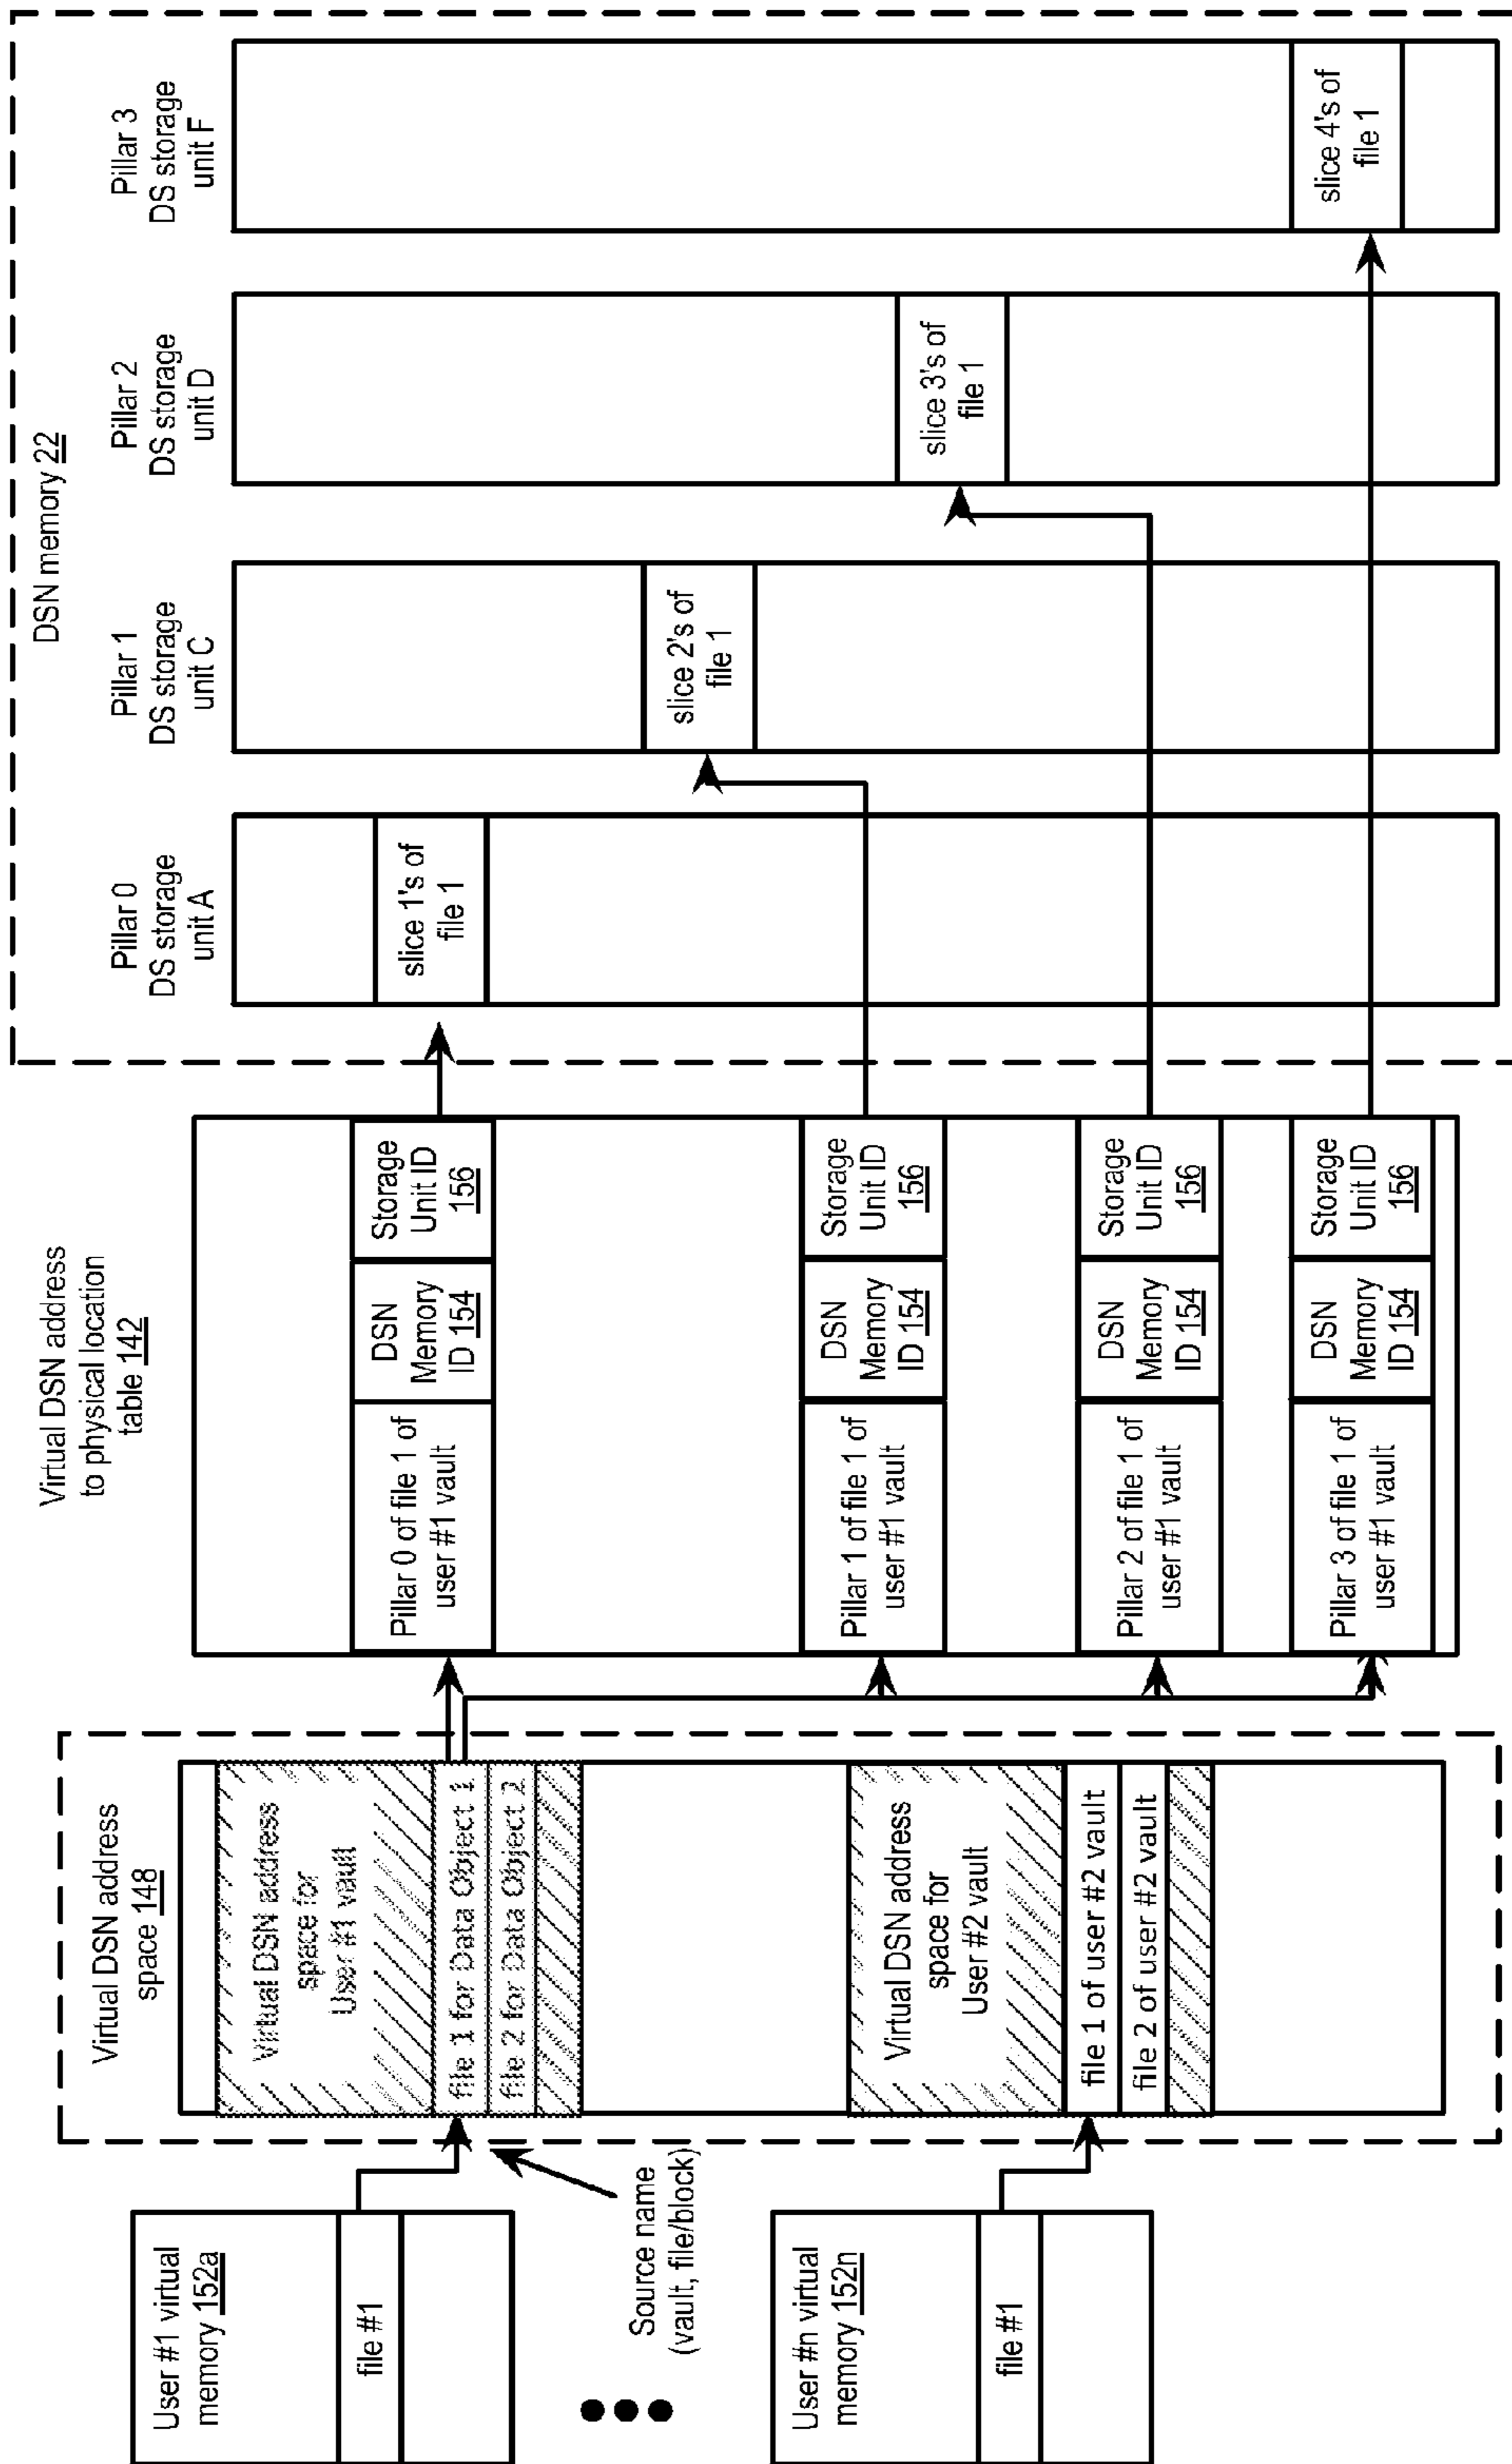 User #1 virtual
memory 152a
file #1
Source name
(vault, file/block)
User #n virtual
memory 152n
file #1
Virtual DSN address
space 148
Virtual DSN address
space for
User #1 vault
file 1 for Data Object 1
file 2 for Data Object 2
Virtual DSN address
space for
User #2 vault
file 1 of user #2 vault
file 2 of user #2 vault
Virtual DSN address
to physical location
table 142
Pillar 0 of file 1 of
user #1 vault
DSN
Memory
ID 154
Storage
Unit ID
156
Pillar 1 of file 1 of
user #1 vault
DSN
Memory
ID 154
Storage
Unit ID
156
Pillar 2 of file 1 of
user #1 vault
DSN
Memory
ID 154
Storage
Unit ID
156
Pillar 3 of file 1 of
user #1 vault
DSN
Memory
ID 154
Storage
Unit ID
156
DSN memory 22
Pillar 0
DS storage
unit A
slice 1's of
file 1
Pillar 1
DS storage
unit C
slice 2's of
file 1
Pillar 2
DS storage
unit D
slice 3's of
file 1
Pillar 3
DS storage
unit F
slice 4's of
file 1